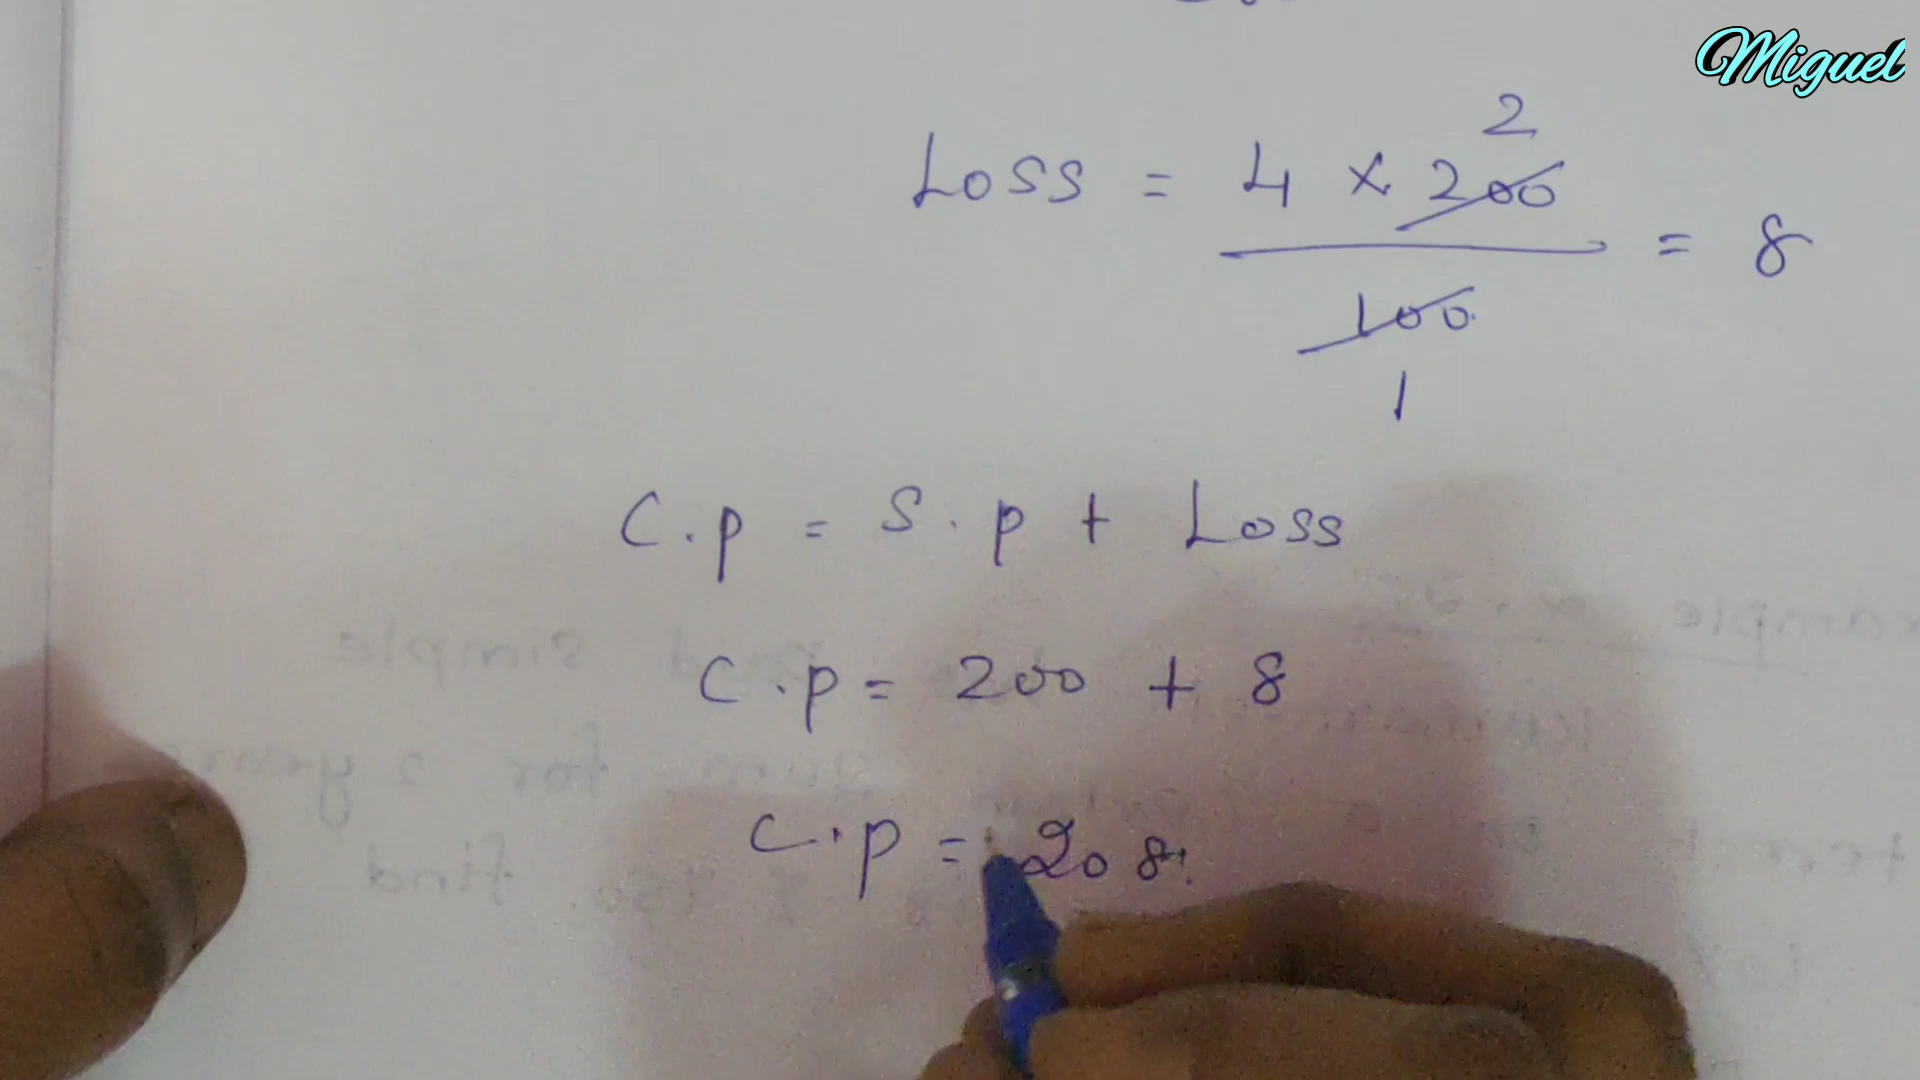 Miguel
2
Loss = 4 × 200
= 8
100
1
C.p = S.p + Loss
C.p = 200 + 8
C.p = 208.